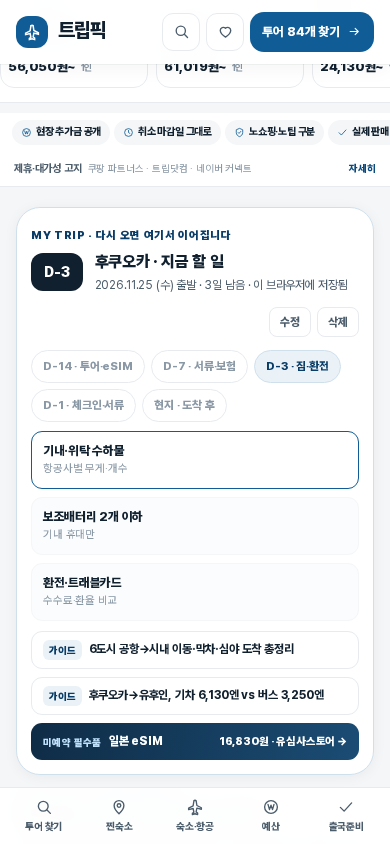 트립픽
투어 84개 찾기 →
56,050원~ 1인
61,019원~ 1인
24,130원~ 1인
현장 추가금 공개
취소 마감일 그대로
노쇼핑·노팁 구분
실제 판매
제휴·대가성 고지 쿠팡 파트너스 · 트립닷컴 · 네이버 커넥트
자세히
MY TRIP · 다시 오면 여기서 이어집니다
D-3
후쿠오카 · 지금 할 일
2026.11.25 (수) 출발 · 3일 남음 · 이 브라우저에 저장됨
수정
삭제
D-14 · 투어·eSIM
D-7 · 서류·보험
D-3 · 짐·환전
D-1 · 체크인·서류
현지 · 도착 후
기내·위탁 수하물
항공사별 무게·개수
보조배터리 2개 이하
기내 휴대만
환전·트래블카드
수수료·환율 비교
가이드 6도시 공항→시내 이동·막차·심야 도착 총정리
가이드 후쿠오카→유후인, 기차 6,130엔 vs 버스 3,250엔
미예약 필수품 일본 eSIM 16,830원 · 유심사스토어 →
투어 찾기
찐숙소
숙소·항공
예산
출국준비